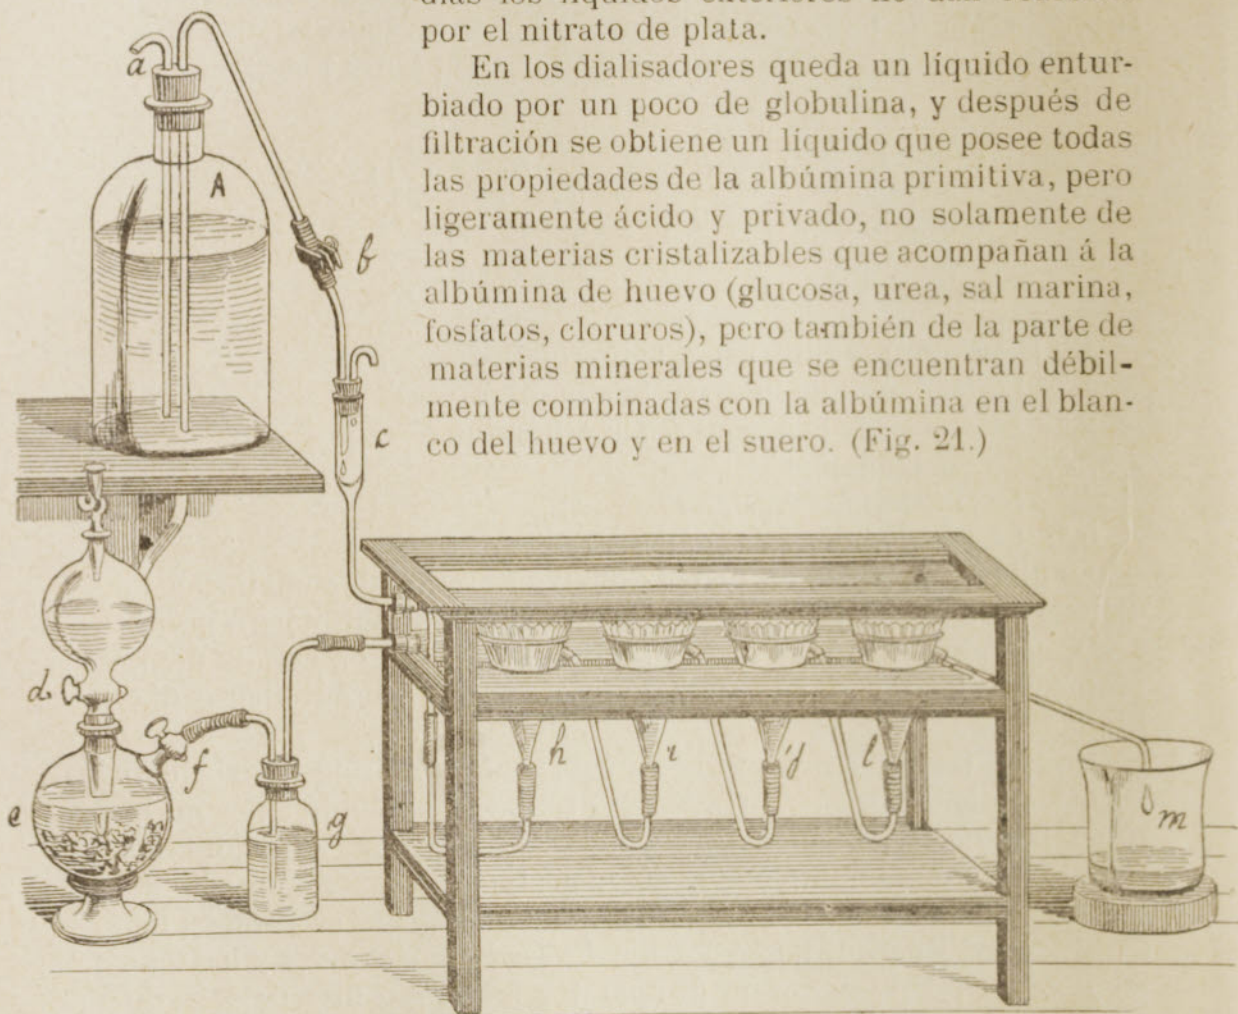 por el nitrato de plata.
En los dialisadores queda un líquido entur-
biado por un poco de globulina, y después de
filtración se obtiene un líquido que posee todas
las propiedades de la albúmina primitiva, pero
ligeramente ácido y privado, no solamente de
las materias cristalizables que acompañan á la
albúmina de huevo (glucosa, urea, sal marina,
fosfatos, cloruros), pero también de la parte de
materias minerales que se encuentran débil-
mente combinadas con la albúmina en el blan-
co del huevo y en el suero. (Fig. 21.)
a
A
b
c
d
e
f
g
h
i
j
l
m